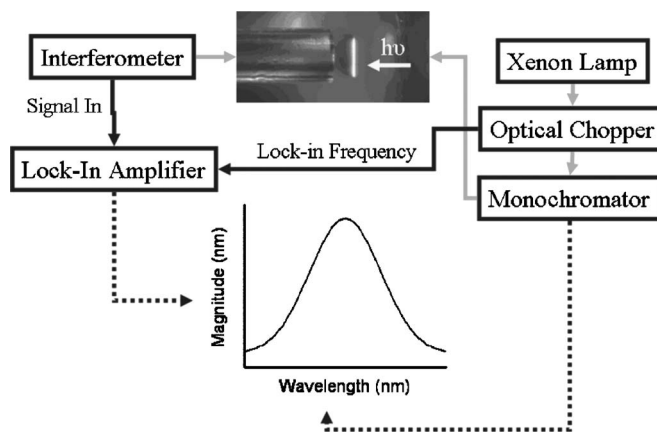 Interferometer
hυ
Xenon Lamp
Signal In
Optical Chopper
Lock-in Frequency
Lock-In Amplifier
Monochromator
Magnitude (nm)
Wavelength (nm)